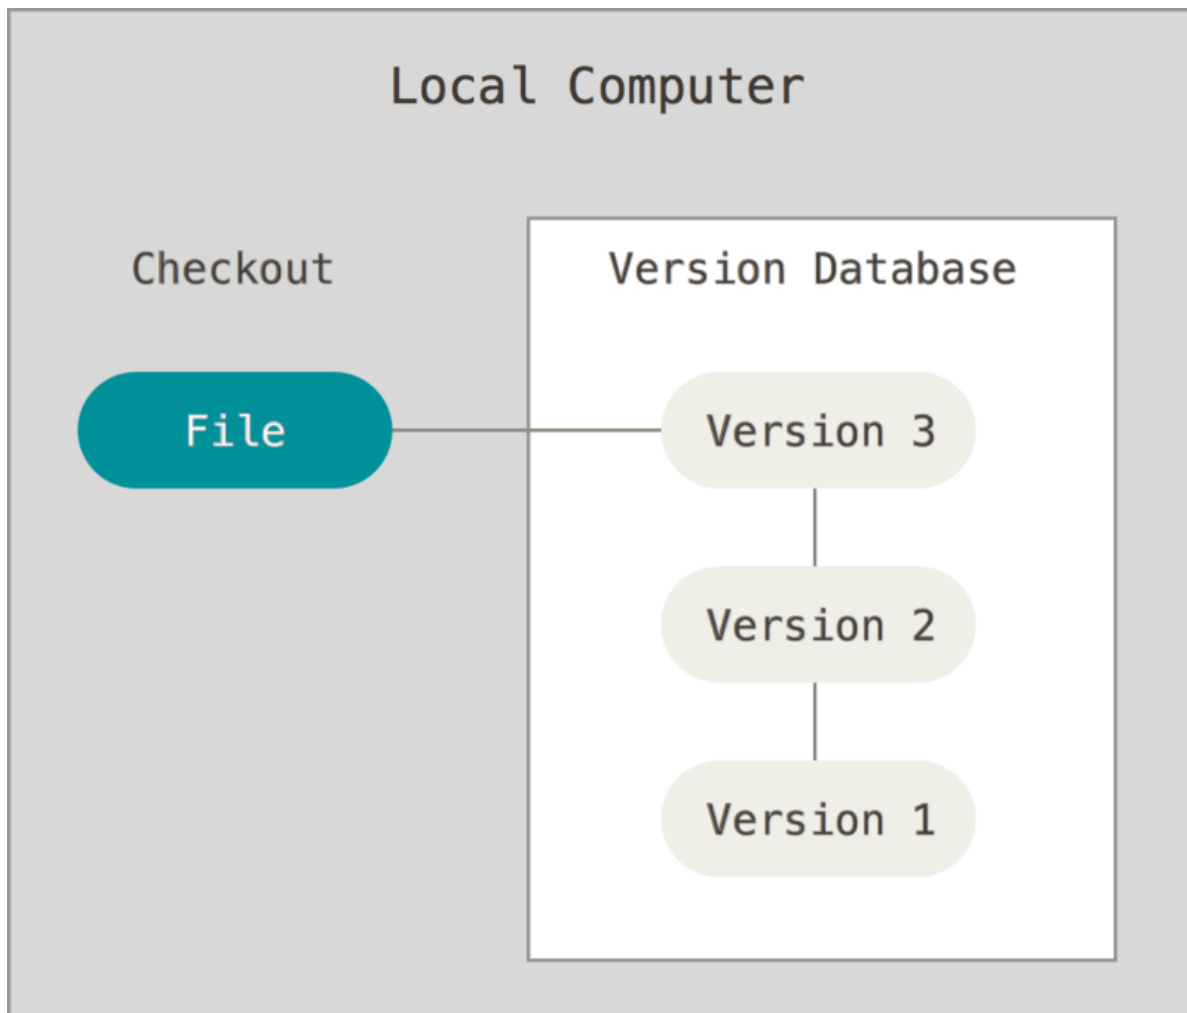 Local Computer
Checkout
Version Database
File
Version 3
Version 2
Version 1